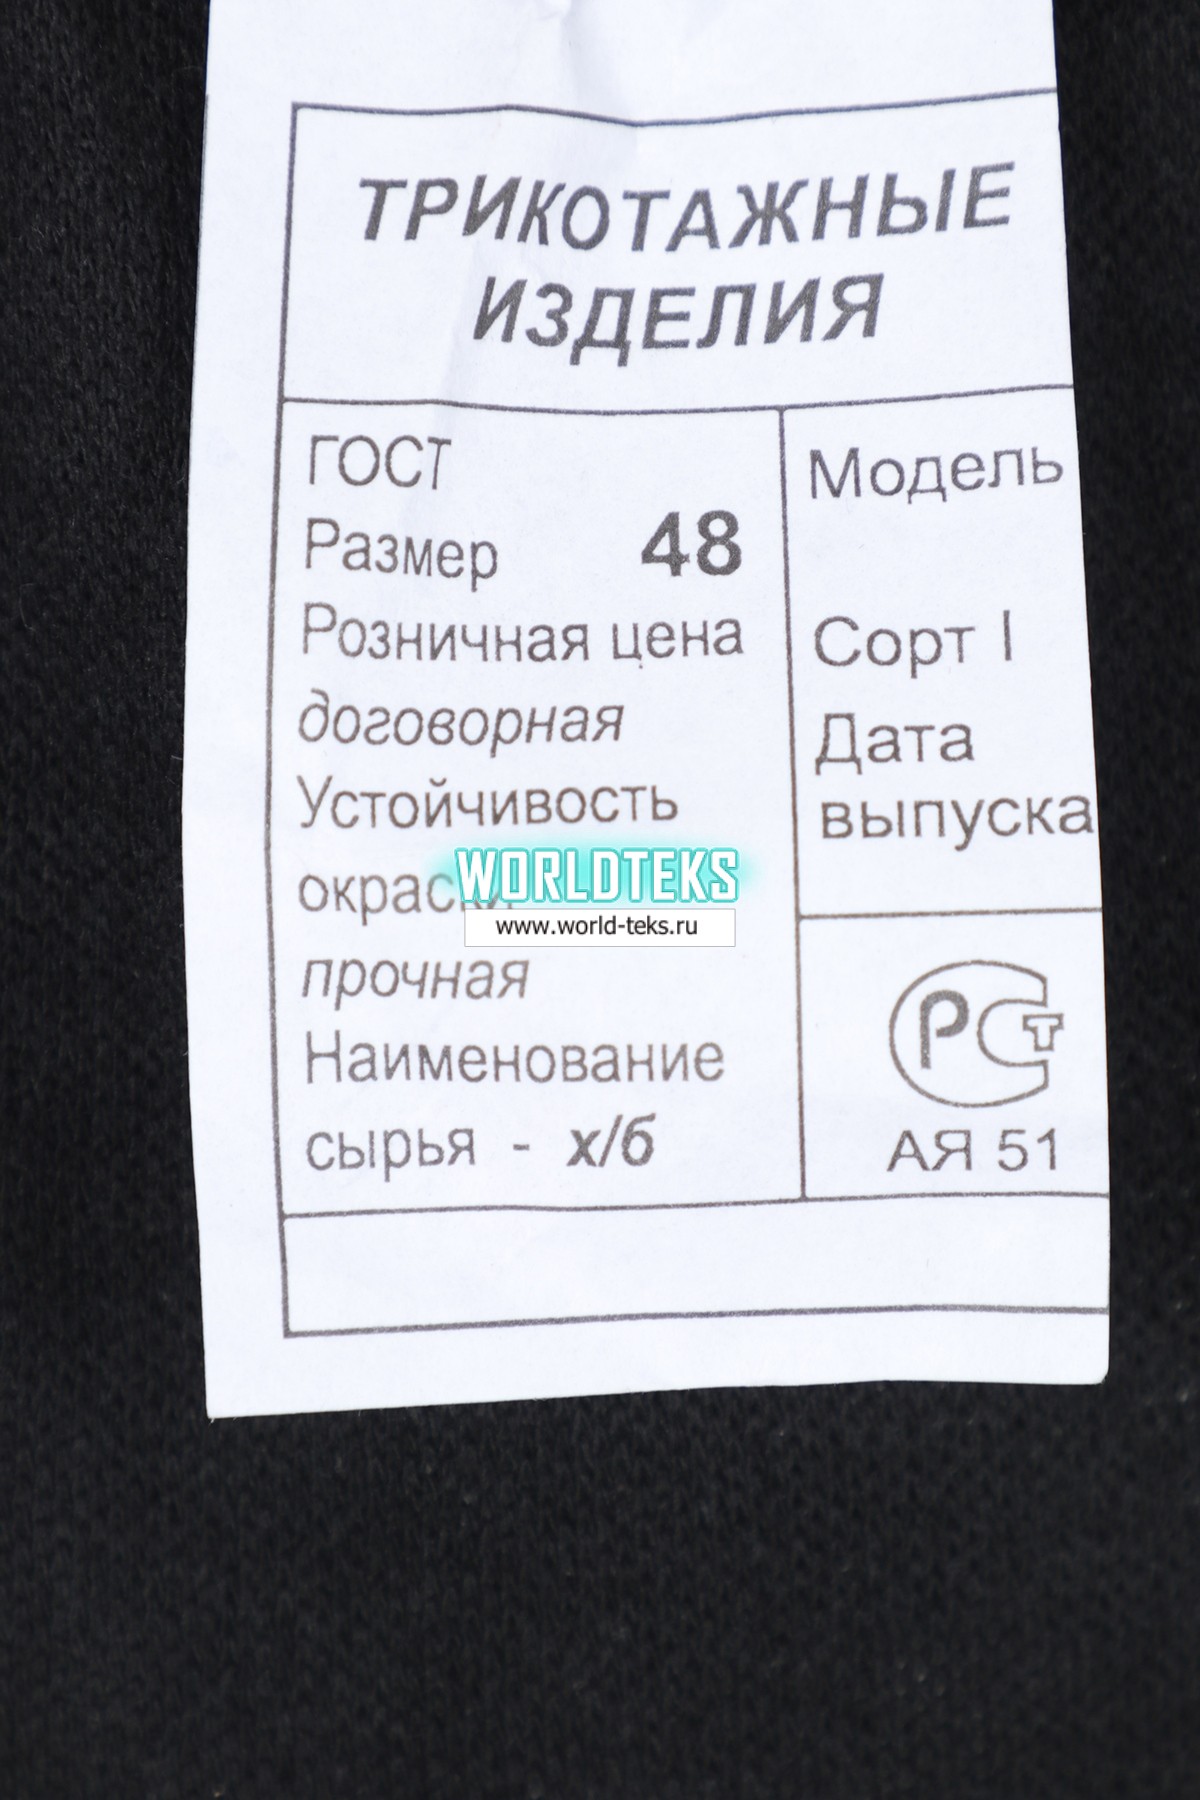 ТРИКОТАЖНЫЕ
ИЗДЕЛИЯ
ГОСТ
Размер 48
Розничная цена
договорная
Устойчивость
окраски
прочная
Наименование
сырья - х/б
Модель
Сорт I
Дата
выпуска
РСТ
АЯ 51
WORLDTEKS
www.world-teks.ru